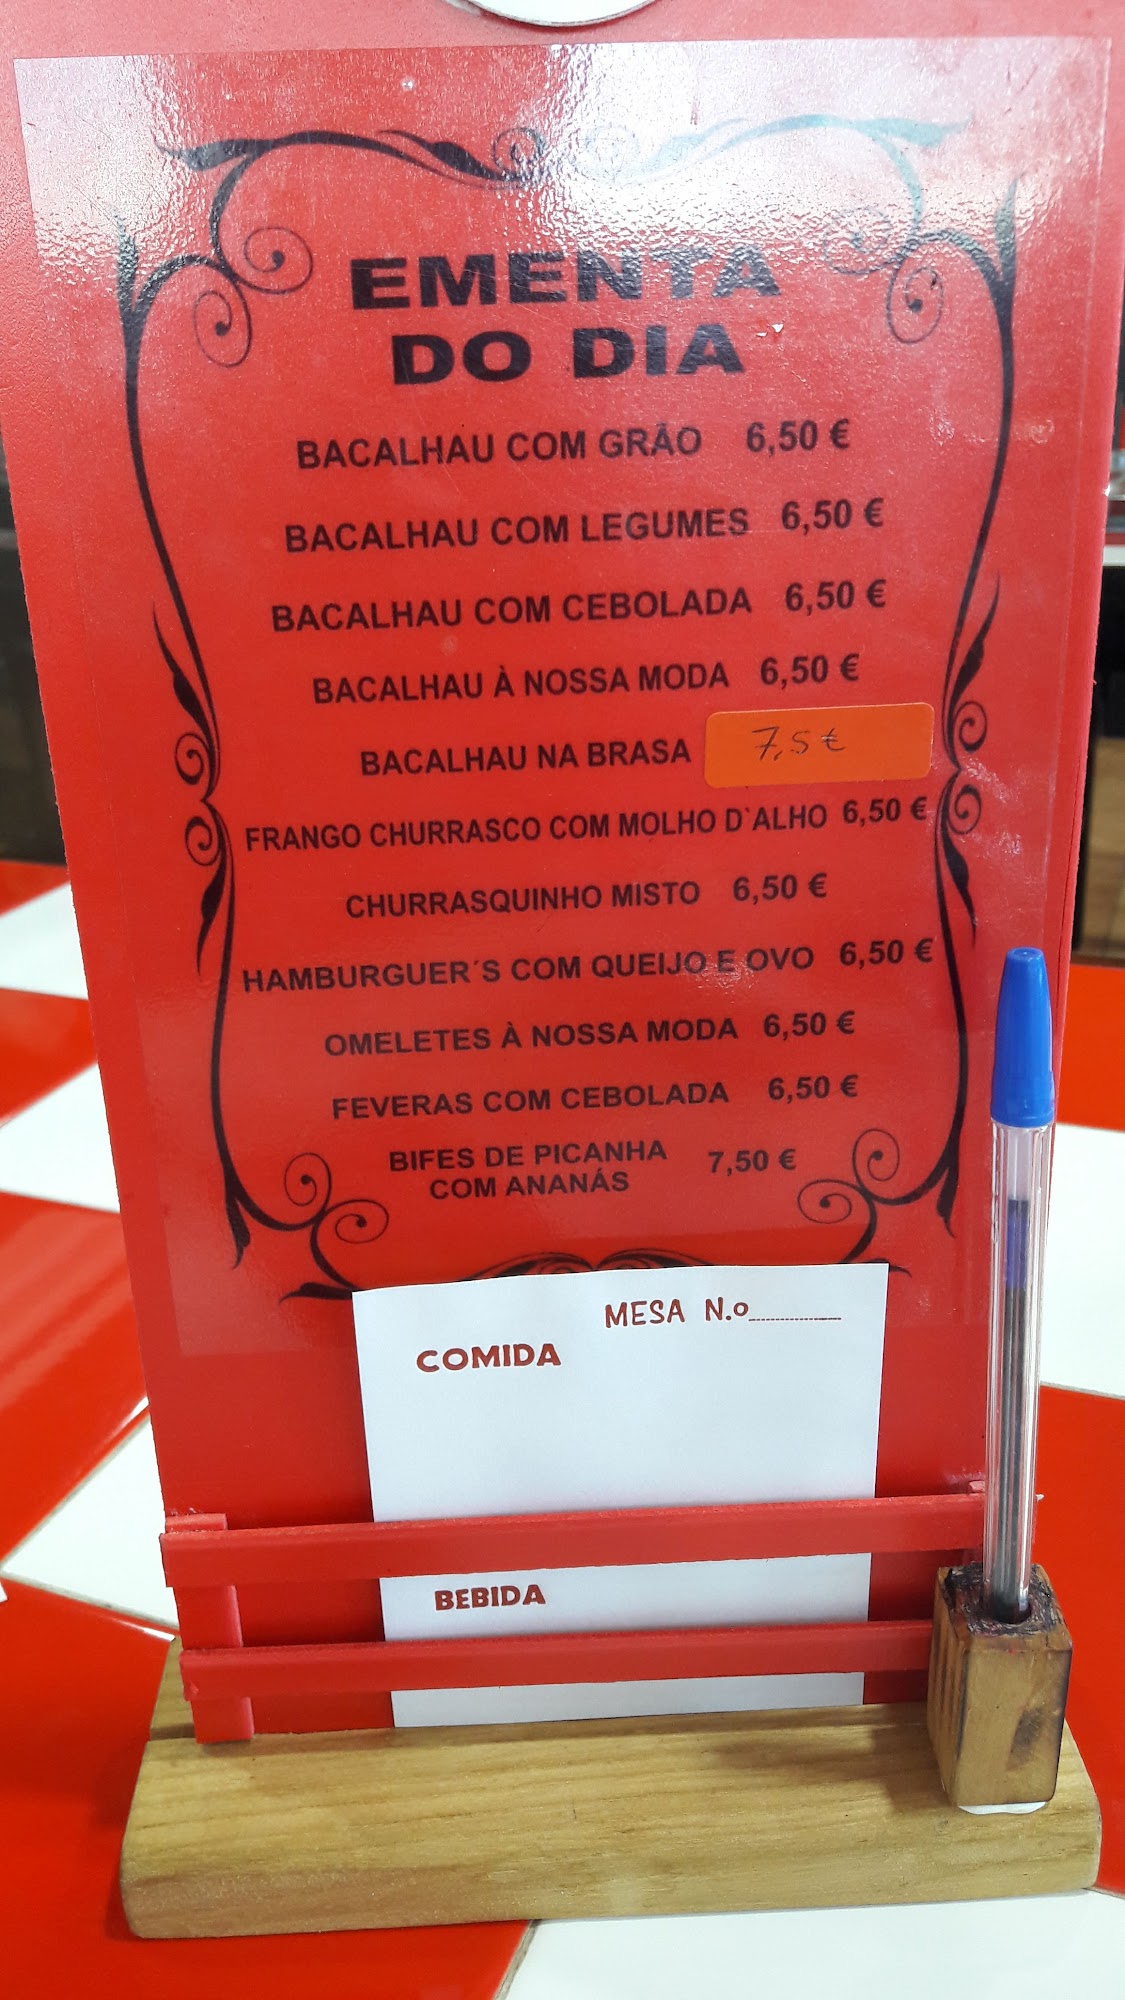 EMENTA
DO DIA
BACALHAU COM GRÃO 6,50 €
BACALHAU COM LEGUMES 6,50 €
BACALHAU COM CEBOLADA 6,50 €
BACALHAU À NOSSA MODA 6,50 €
BACALHAU NA BRASA 7,5 €
FRANGO CHURRASCO COM MOLHO D`ALHO 6,50 €
CHURRASQUINHO MISTO 6,50 €
HAMBURGUER´S COM QUEIJO E OVO 6,50 €
OMELETES À NOSSA MODA 6,50 €
FEVERAS COM CEBOLADA 6,50 €
BIFES DE PICANHA 7,50 €
COM ANANÁS
MESA N.o
COMIDA
BEBIDA